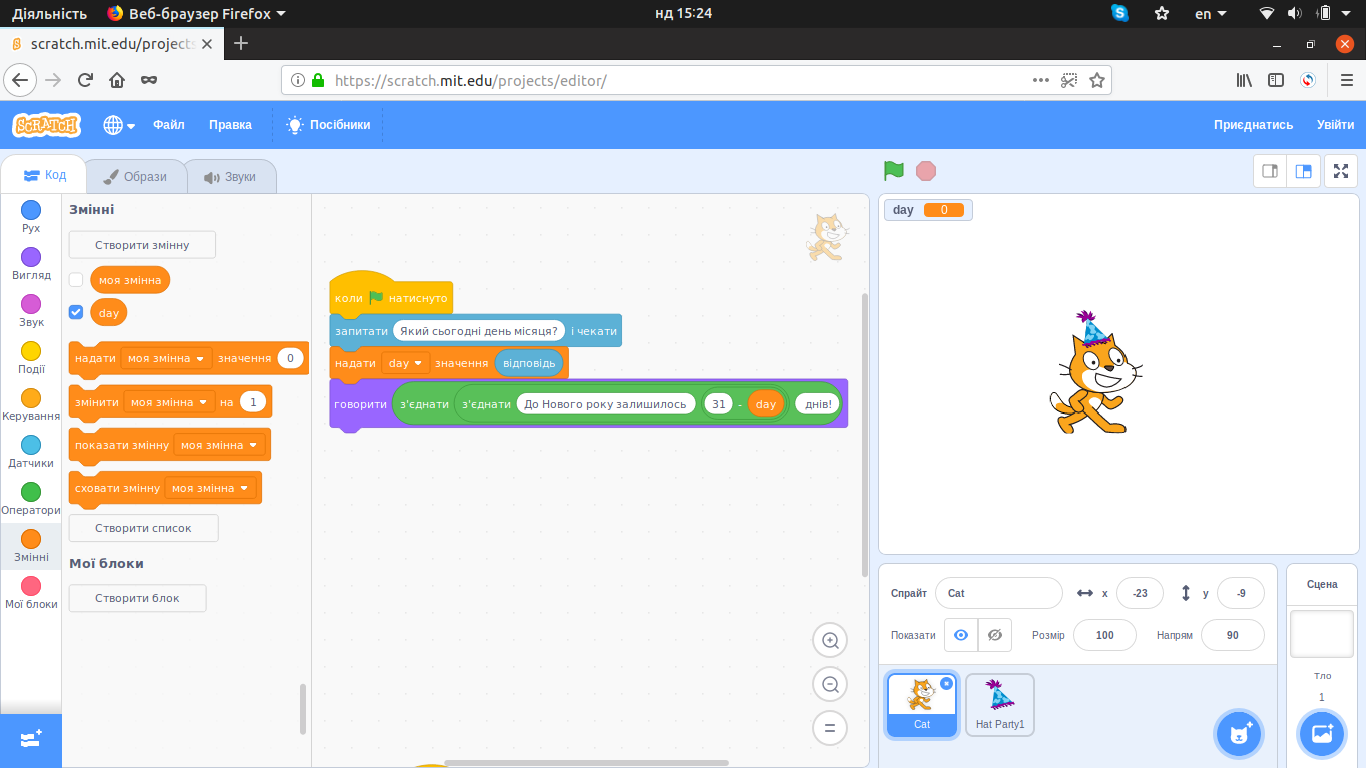 Діяльність Веб-браузер Firefox нд 15:24 en
scratch.mit.edu/projects
https://scratch.mit.edu/projects/editor/
SCRATCH Файл Правка Посібники Приєднатись Увійти
Код Образи Звуки
Рух
Вигляд
Звук
Події
Керування
Датчики
Оператори
Змінні
Мої блоки
Змінні
Створити змінну
моя змінна
day
надати моя змінна значення 0
змінити моя змінна на 1
показати змінну моя змінна
сховати змінну моя змінна
Створити список
Мої блоки
Створити блок
коли натиснуто
запитати Який сьогодні день місяця? і чекати
надати day значення відповідь
говорити з'єднати з'єднати До Нового року залишилось 31 - day днів!
day 0
Спрайт Cat x -23 y -9
Показати Розмір 100 Напрям 90
Cat
Hat Party1
Сцена
Тло
1